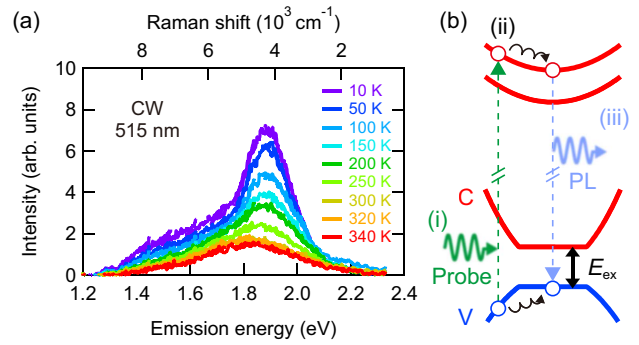 (a)
Raman shift (10³ cm⁻¹)
8 6 4 2
10
8
6
4
2
0
Intensity (arb. units)
CW
515 nm
10 K
50 K
100 K
150 K
200 K
250 K
300 K
320 K
340 K
1.2 1.4 1.6 1.8 2.0 2.2 2.4
Emission energy (eV)
(b)
(ii)
(iii)
PL
C
(i)
Probe
Eex
V